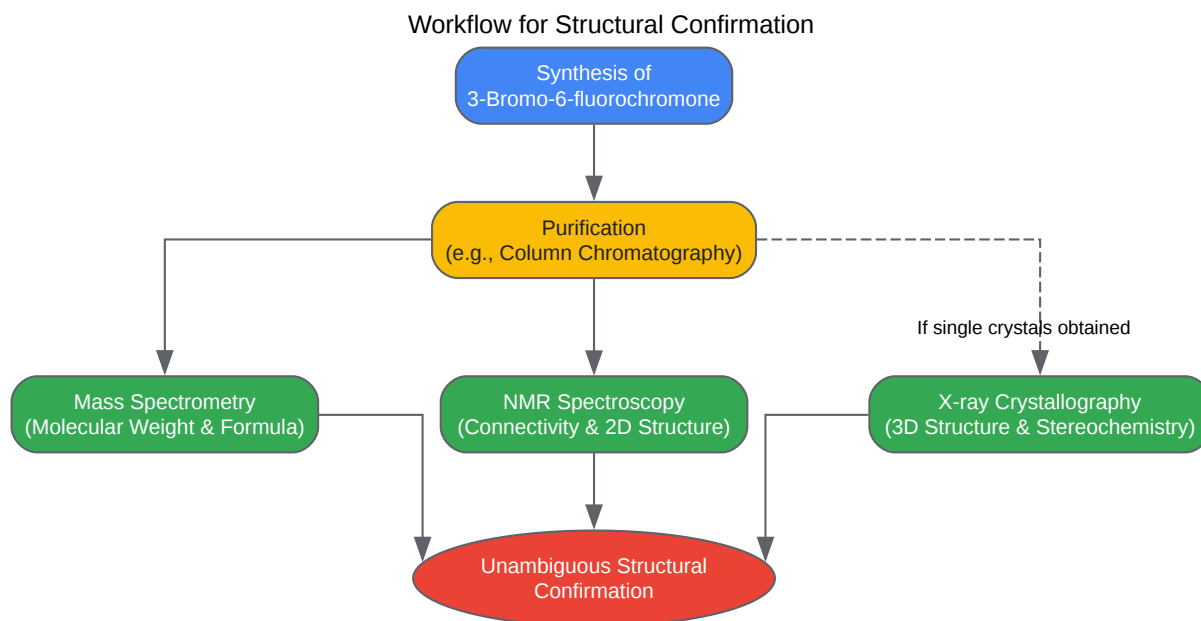 Workflow for Structural Confirmation
Synthesis of
3-Bromo-6-fluorochromone
Purification
(e.g., Column Chromatography)
If single crystals obtained
Mass Spectrometry
(Molecular Weight & Formula)
NMR Spectroscopy
(Connectivity & 2D Structure)
X-ray Crystallography
(3D Structure & Stereochemistry)
Unambiguous Structural
Confirmation